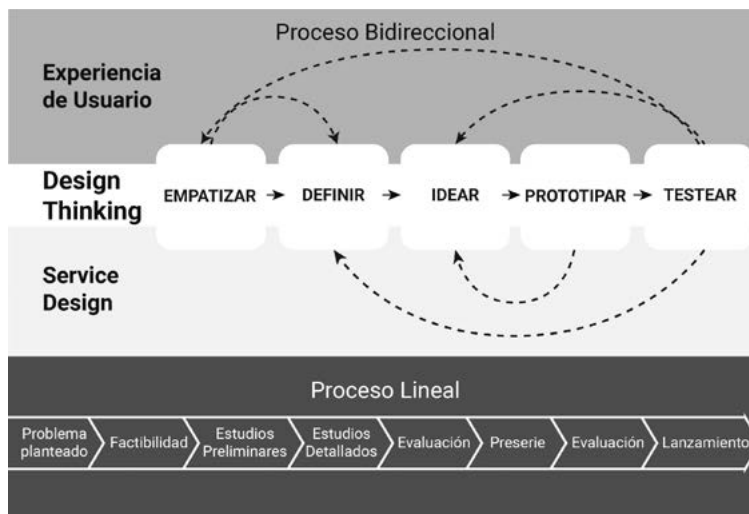 Proceso Bidireccional
Experiencia
de Usuario
Design
Thinking
EMPATIZAR
DEFINIR
IDEAR
PROTOTIPAR
TESTEAR
Service
Design
Proceso Lineal
Problema
planteado
Factibilidad
Estudios
Preliminares
Estudios
Detallados
Evaluación
Preserie
Evaluación
Lanzamiento